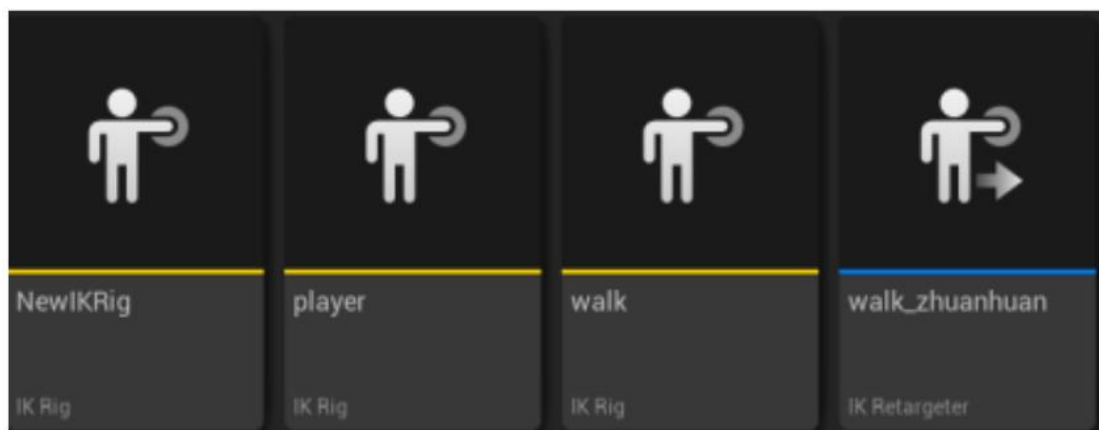 NewIKRig
player
walk
walk_zhuanhuan
IK Rig
IK Rig
IK Rig
IK Retargeter